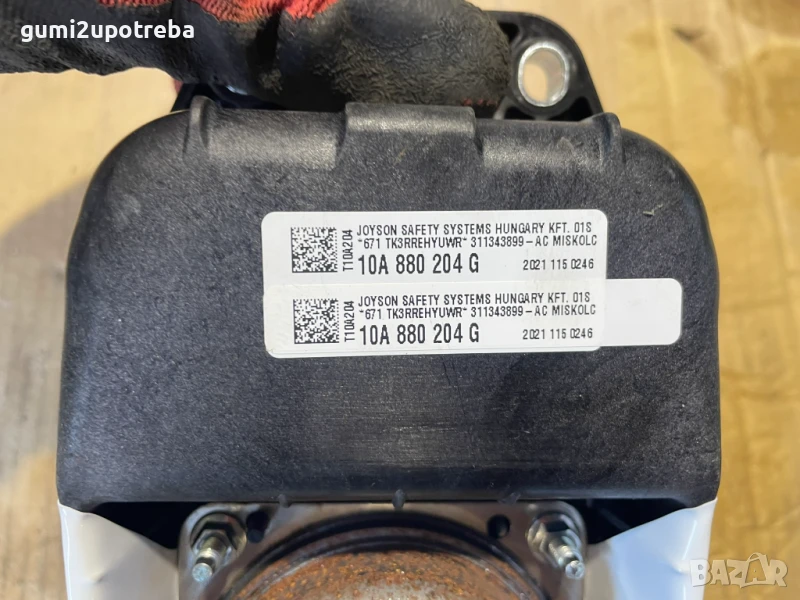 gumi2upotreba
T10A204
JOYSON SAFETY SYSTEMS HUNGARY KFT. 01S
*671 TK3RREHYUWR* 311343899-AC MISKOLC
10A 880 204 G 2021 115 0246
T10A204
JOYSON SAFETY SYSTEMS HUNGARY KFT. 01S
*671 TK3RREHYUWR* 311343899-AC MISKOLC
10A 880 204 G 2021 115 0246
BAZAR